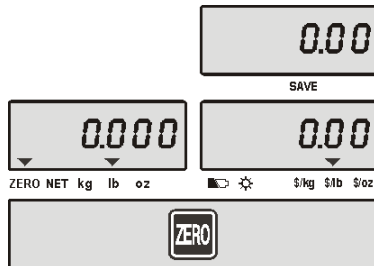 0.00
SAVE
0.000 0.00
ZERO NET kg lb oz $/kg $/lb $/oz
ZERO